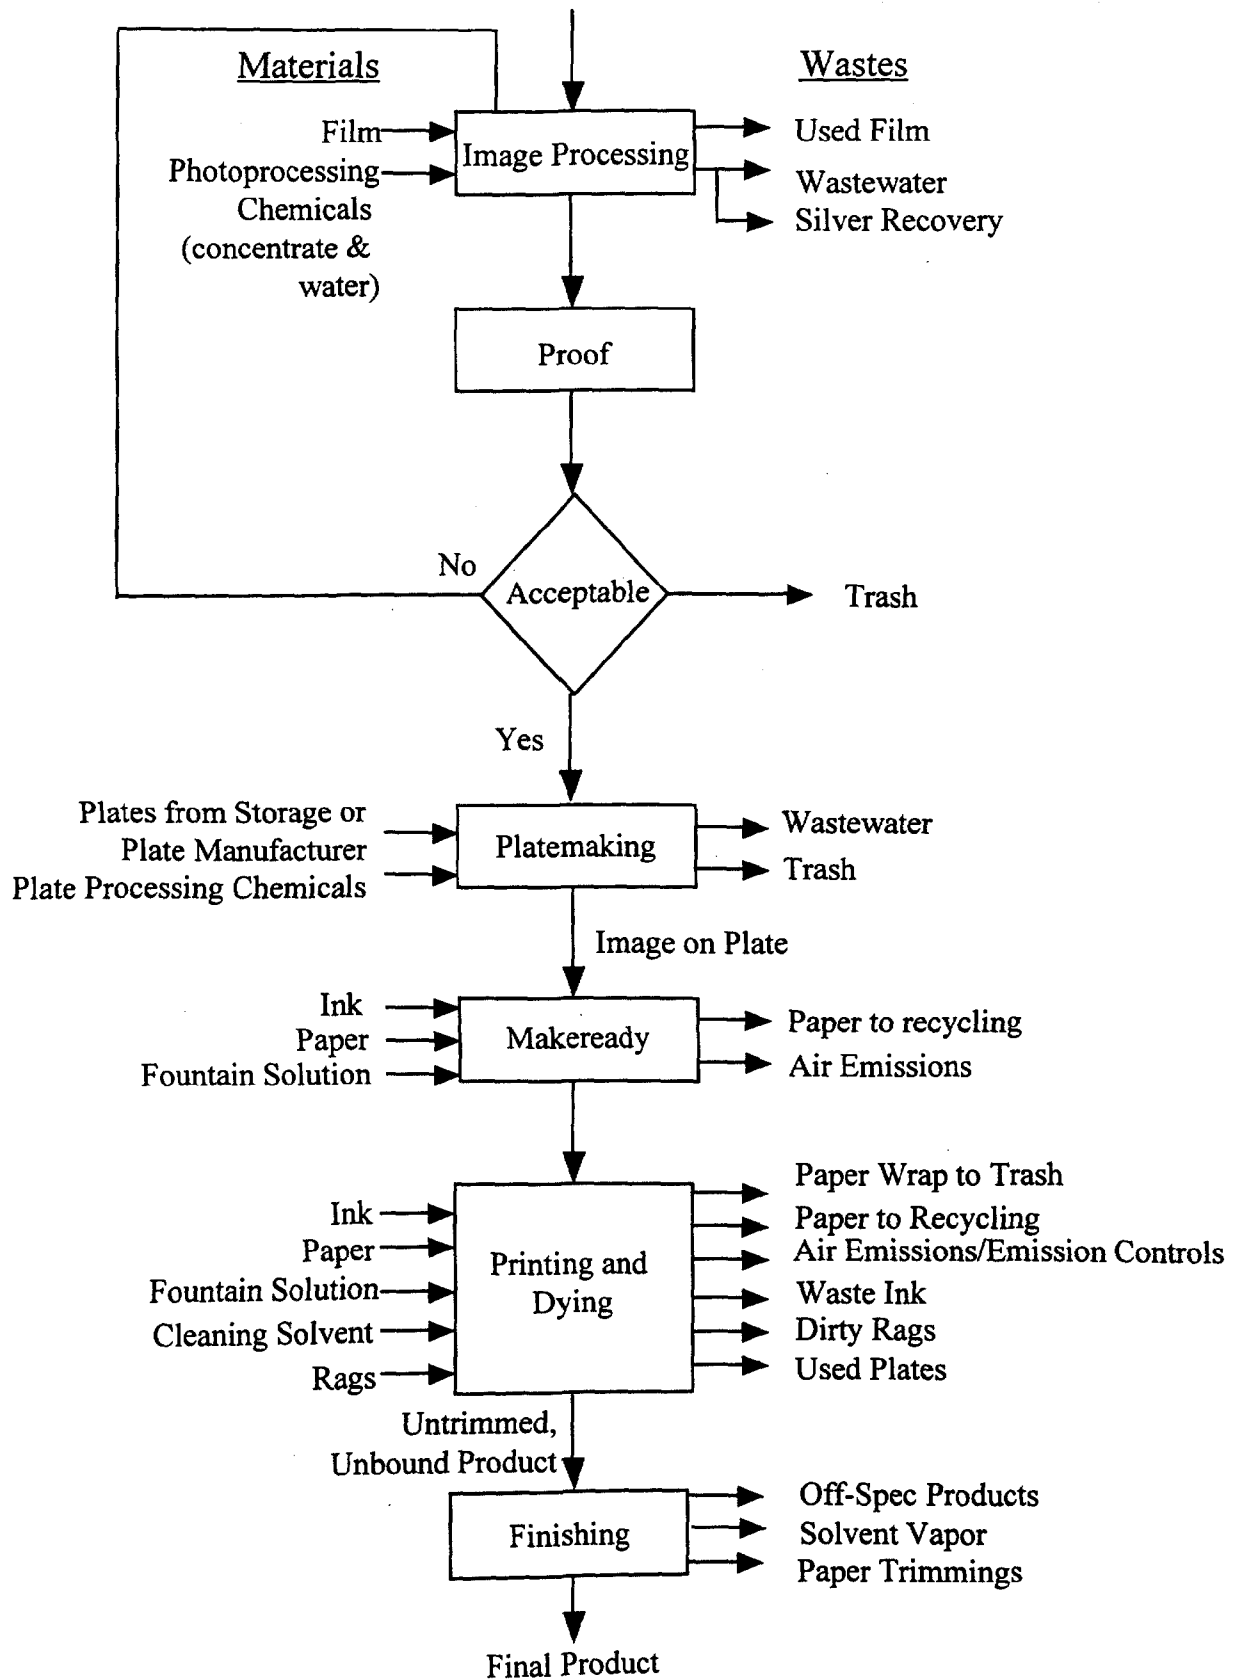 Materials
Wastes
Film
Image Processing
Used Film
Photoprocessing
Chemicals
(concentrate &
water)
Wastewater
Silver Recovery
Proof
No
Acceptable
Trash
Yes
Plates from Storage or
Plate Manufacturer
Plate Processing Chemicals
Platemaking
Wastewater
Trash
Image on Plate
Ink
Paper
Fountain Solution
Makeready
Paper to recycling
Air Emissions
Ink
Paper
Fountain Solution
Cleaning Solvent
Rags
Printing and
Dying
Paper Wrap to Trash
Paper to Recycling
Air Emissions/Emission Controls
Waste Ink
Dirty Rags
Used Plates
Untrimmed,
Unbound Product
Finishing
Off-Spec Products
Solvent Vapor
Paper Trimmings
Final Product